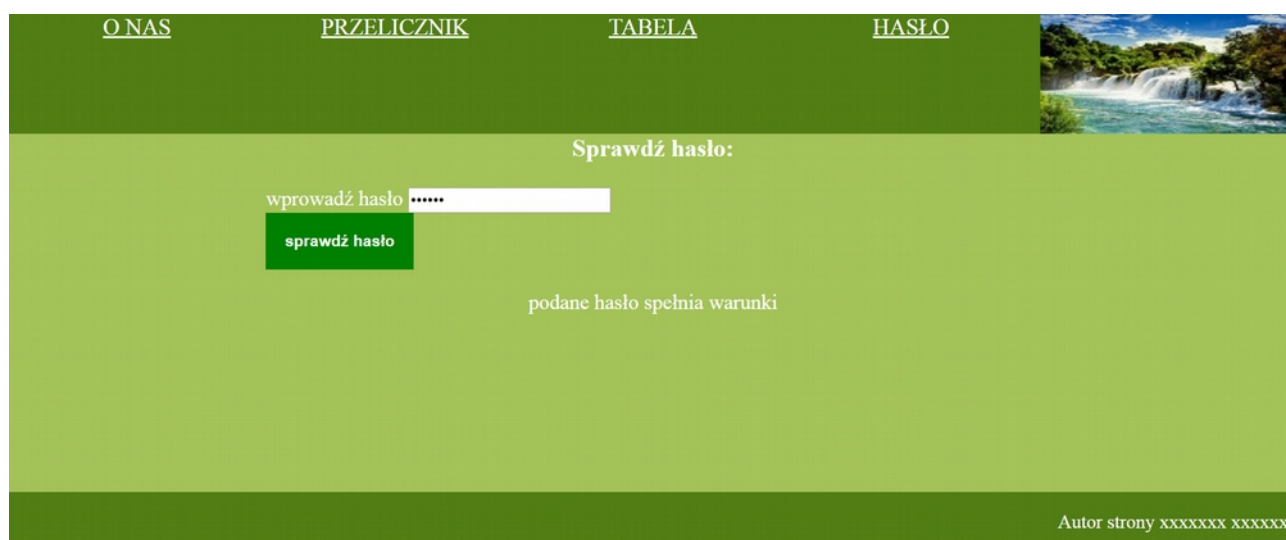 O NAS PRZELICZNIK TABELA HASŁO
Sprawdź hasło:
wprowadź hasło ••••••
sprawdź hasło
podane hasło spełnia warunki
Autor strony xxxxxxx xxxxxx